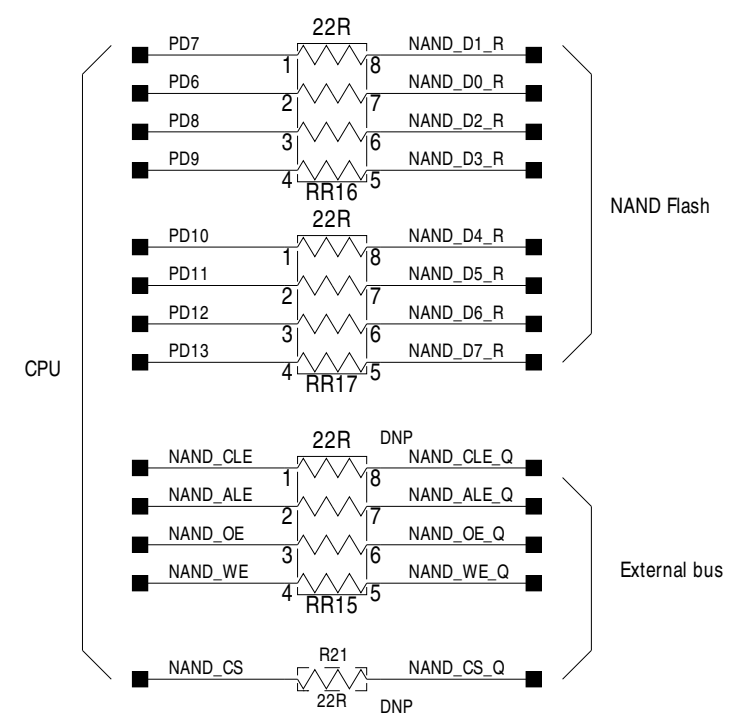 22R
PD7 1 8 NAND_D1_R
PD6 2 7 NAND_D0_R
PD8 3 6 NAND_D2_R
PD9 4 5 NAND_D3_R
RR16
NAND Flash
22R
PD10 1 8 NAND_D4_R
PD11 2 7 NAND_D5_R
PD12 3 6 NAND_D6_R
PD13 4 5 NAND_D7_R
RR17
CPU
22R DNP
NAND_CLE 1 8 NAND_CLE_Q
NAND_ALE 2 7 NAND_ALE_Q
NAND_OE 3 6 NAND_OE_Q
NAND_WE 4 5 NAND_WE_Q
RR15
External bus
R21
NAND_CS NAND_CS_Q
22R DNP